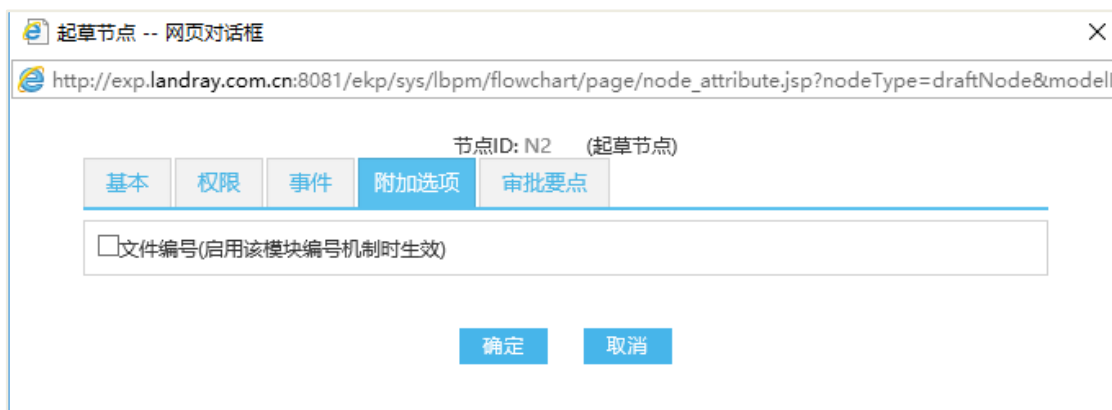 起草节点 -- 网页对话框
http://exp.landray.com.cn:8081/ekp/sys/lbpm/flowchart/page/node_attribute.jsp?nodeType=draftNode&model
节点ID: N2 (起草节点)
基本 权限 事件 附加选项 审批要点
文件编号(启用该模块编号机制时生效)
确定 取消